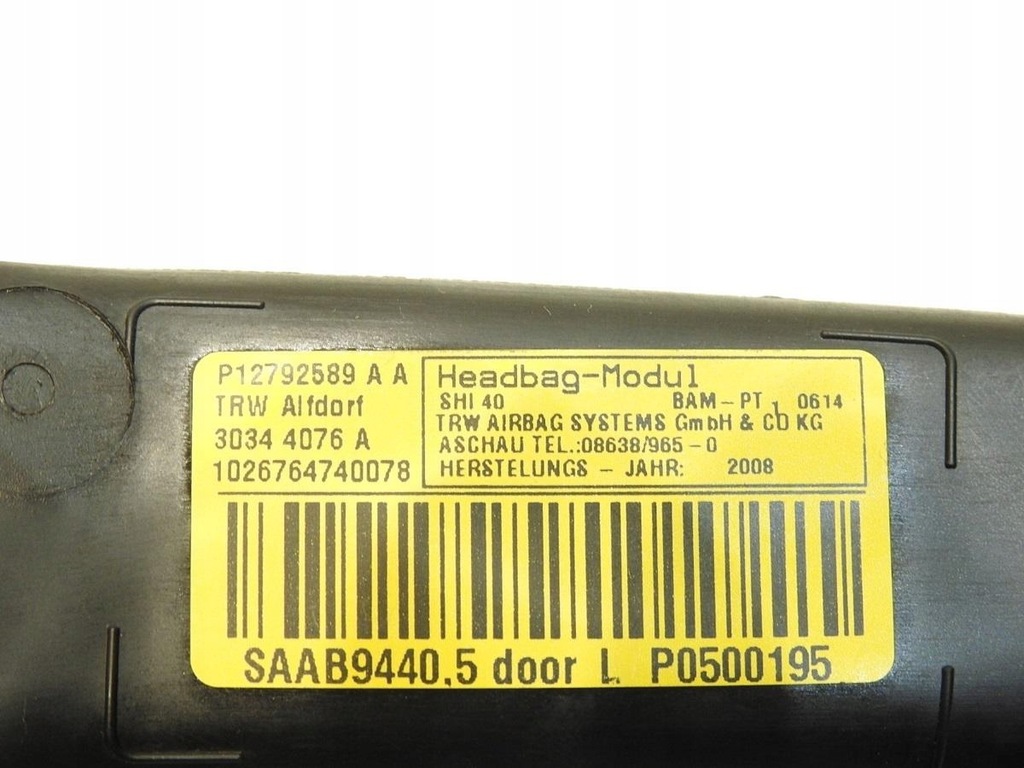 P12792589 A A
TRW Alfdorf
3034 4076 A
1026764740078
Headbag-Modul
SHI 40 BAM-PT, 0614
TRW AIRBAG SYSTEMS GmbH & CO KG
ASCHAU TEL.:08638/965-0
HERSTELUNGS - JAHR: 2008
SAAB9440,5 door L P0500195